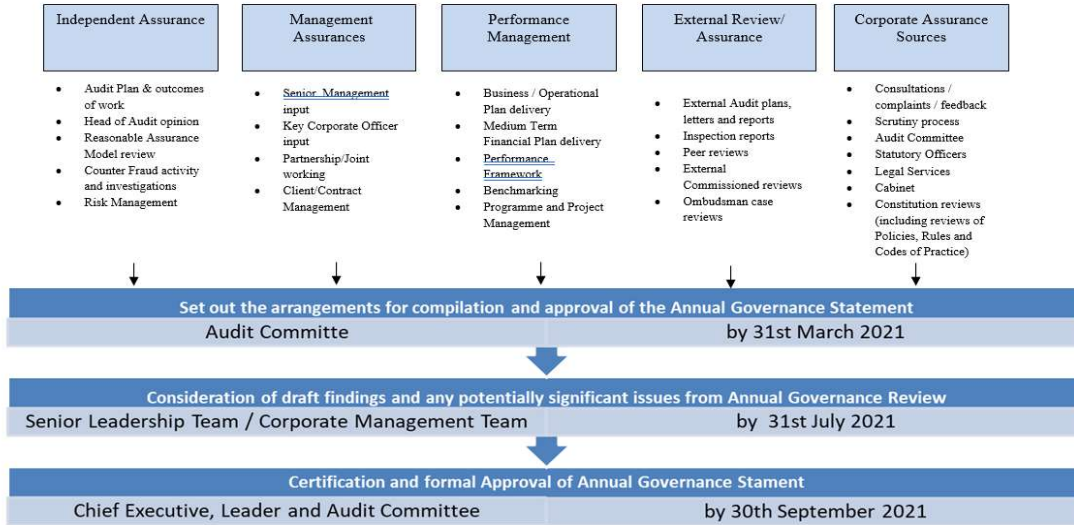 Independent Assurance
Management
Assurances
Performance
Management
External Review/
Assurance
Corporate Assurance
Sources
• Audit Plan & outcomes
of work
• Head of Audit opinion
• Reasonable Assurance
Model review
• Counter Fraud activity
and investigations
• Risk Management
• Senior Management
input
• Key Corporate Officer
input
• Partnership/Joint
working
• Client/Contract
Management
• Business / Operational
Plan delivery
• Medium Term
Financial Plan delivery
• Performance
Framework
• Benchmarking
• Programme and Project
Management
• External Audit plans,
letters and reports
• Inspection reports
• Peer reviews
• External
Commissioned reviews
• Ombudsman case
reviews
• Consultations /
complaints / feedback
• Scrutiny process
• Audit Committee
• Statutory Officers
• Legal Services
• Cabinet
• Constitution reviews
(including reviews of
Policies, Rules and
Codes of Practice)
Set out the arrangements for compilation and approval of the Annual Governance Statement
Audit Committe
by 31st March 2021
Consideration of draft findings and any potentially significant issues from Annual Governance Review
Senior Leadership Team / Corporate Management Team
by 31st July 2021
Certification and formal Approval of Annual Governance Stament
Chief Executive, Leader and Audit Committee
by 30th September 2021